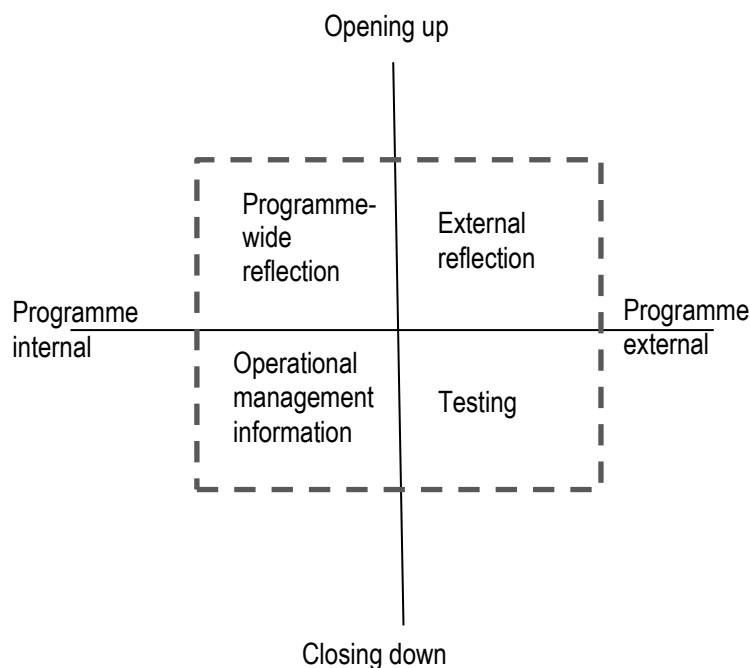 Opening up
Programme-
wide
reflection
External
reflection
Programme
internal
Programme
external
Operational
management
information
Testing
Closing down